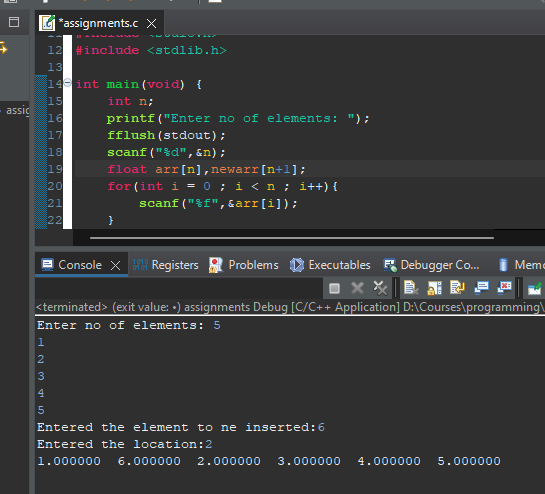 *assignments.c
12 #include <stdlib.h>
13
assig
14 int main(void) {
15 int n;
16 printf("Enter no of elements: ");
17 fflush(stdout);
18 scanf("%d",&n);
19 float arr[n],newarr[n+1];
20 for(int i = 0 ; i < n ; i++){
21 scanf("%f",&arr[i]);
22 }
Console Registers Problems Executables Debugger Co... Memo
<terminated> (exit value: •) assignments Debug [C/C++ Application] D:\Courses\programming\
Enter no of elements: 5
1
2
3
4
5
Entered the element to ne inserted:6
Entered the location:2
1.000000 6.000000 2.000000 3.000000 4.000000 5.000000